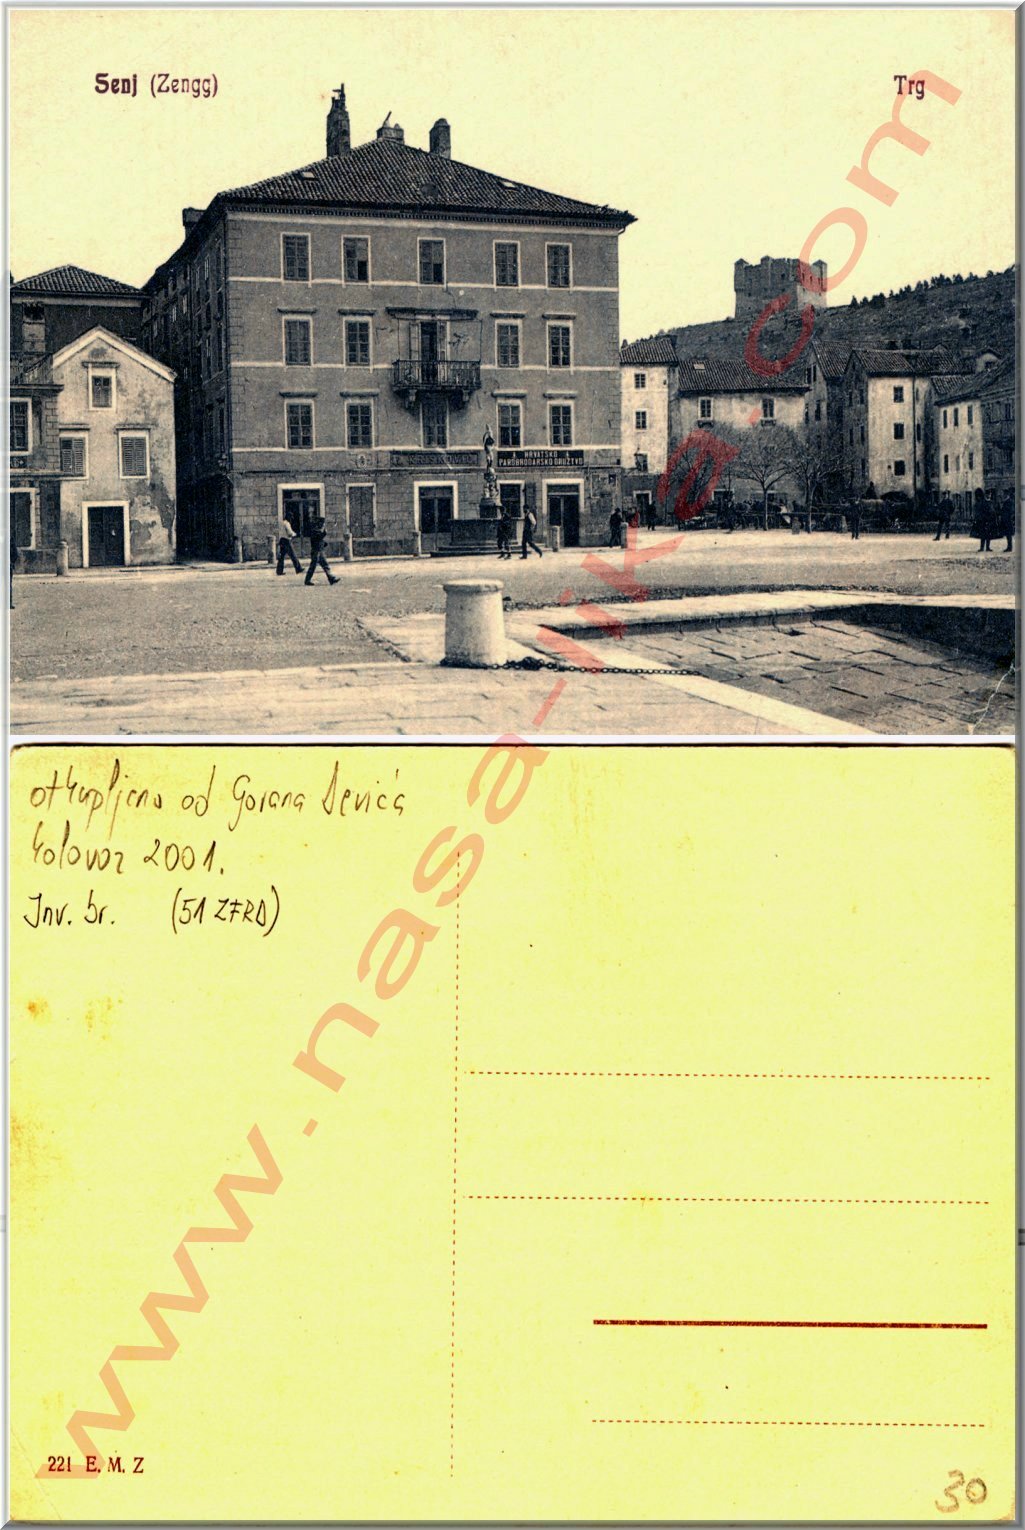 Senj (Zengg)
Trg
HRVATSKO
PAROBRODARSKO DRUŽTVO
otkupljeno od Gorana Devića
kolovoz 2001.
Inv. br. (51 ZFRD)
www.nasa-lika.com
221 E. M. Z
30